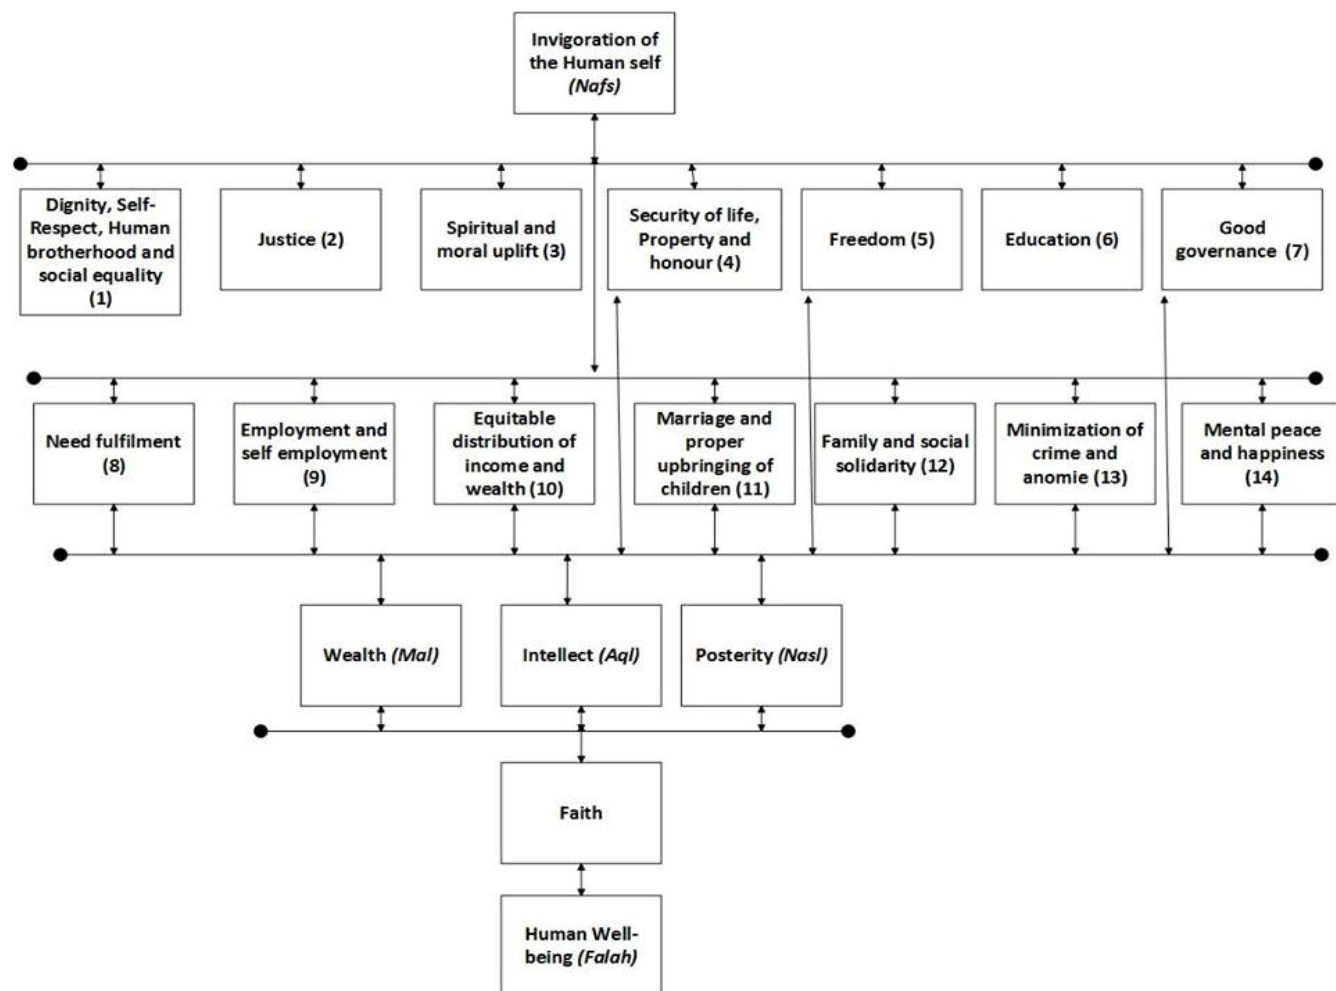 Invigoration of
the Human self
(Nafs)
Dignity, Self-
Respect, Human
brotherhood and
social equality
(1)
Justice (2)
Spiritual and
moral uplift (3)
Security of life,
Property and
honour (4)
Freedom (5)
Education (6)
Good
governance (7)
Need fulfilment
(8)
Employment and
self employment
(9)
Equitable
distribution of
income and
wealth (10)
Marriage and
proper
upbringing of
children (11)
Family and social
solidarity (12)
Minimization of
crime and
anomie (13)
Mental peace
and happiness
(14)
Wealth (Mal)
Intellect (Aql)
Posterity (Nasl)
Faith
Human Well-
being (Falah)